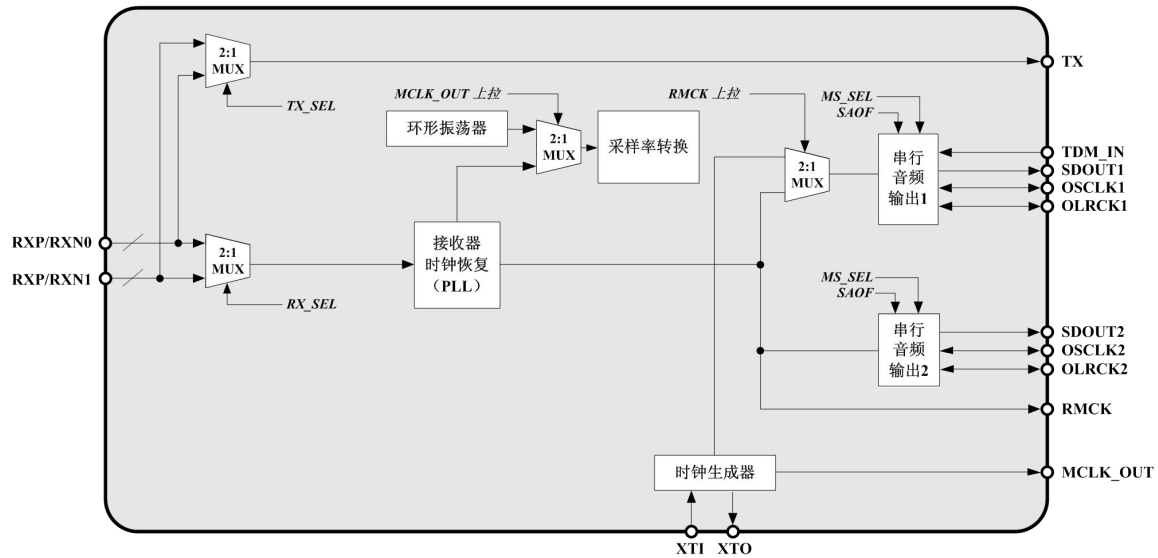 2:1
MUX
TX
TX_SEL
MCLK_OUT 上拉
RMCK 上拉
MS_SEL
SAOF
环形振荡器
2:1
MUX
采样率转换
2:1
MUX
串行
音频
输出1
TDM_IN
SDOUT1
OSCLK1
OLRCK1
RXP/RXN0
RXP/RXN1
2:1
MUX
RX_SEL
接收器
时钟恢复
(PLL)
MS_SEL
SAOF
串行
音频
输出2
SDOUT2
OSCLK2
OLRCK2
RMCK
时钟生成器
MCLK_OUT
XTI
XTO